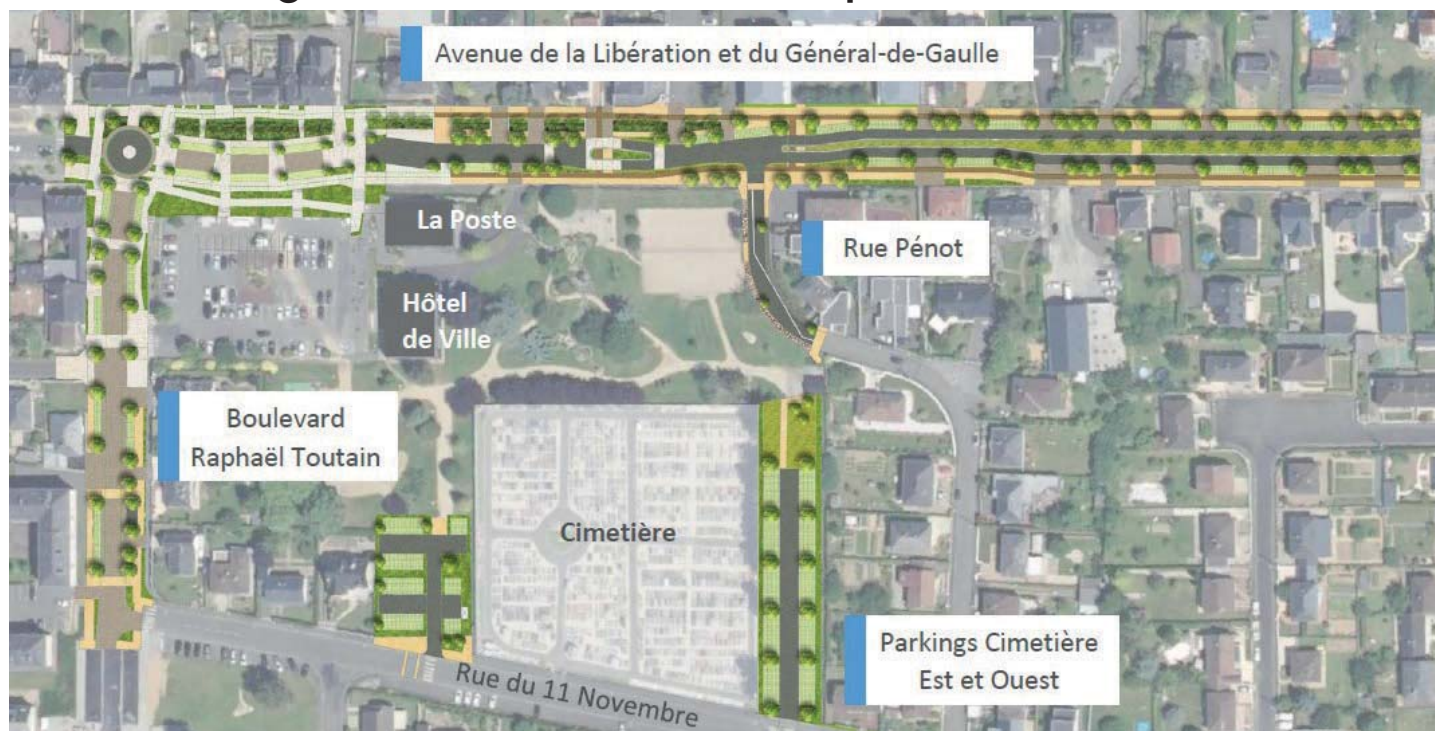 Avenue de la Libération et du Général-de-Gaulle
La Poste
Rue Pénot
Hôtel
de Ville
Boulevard
Raphaël Toutain
Cimetière
Parkings Cimetière
Est et Ouest
Rue du 11 Novembre